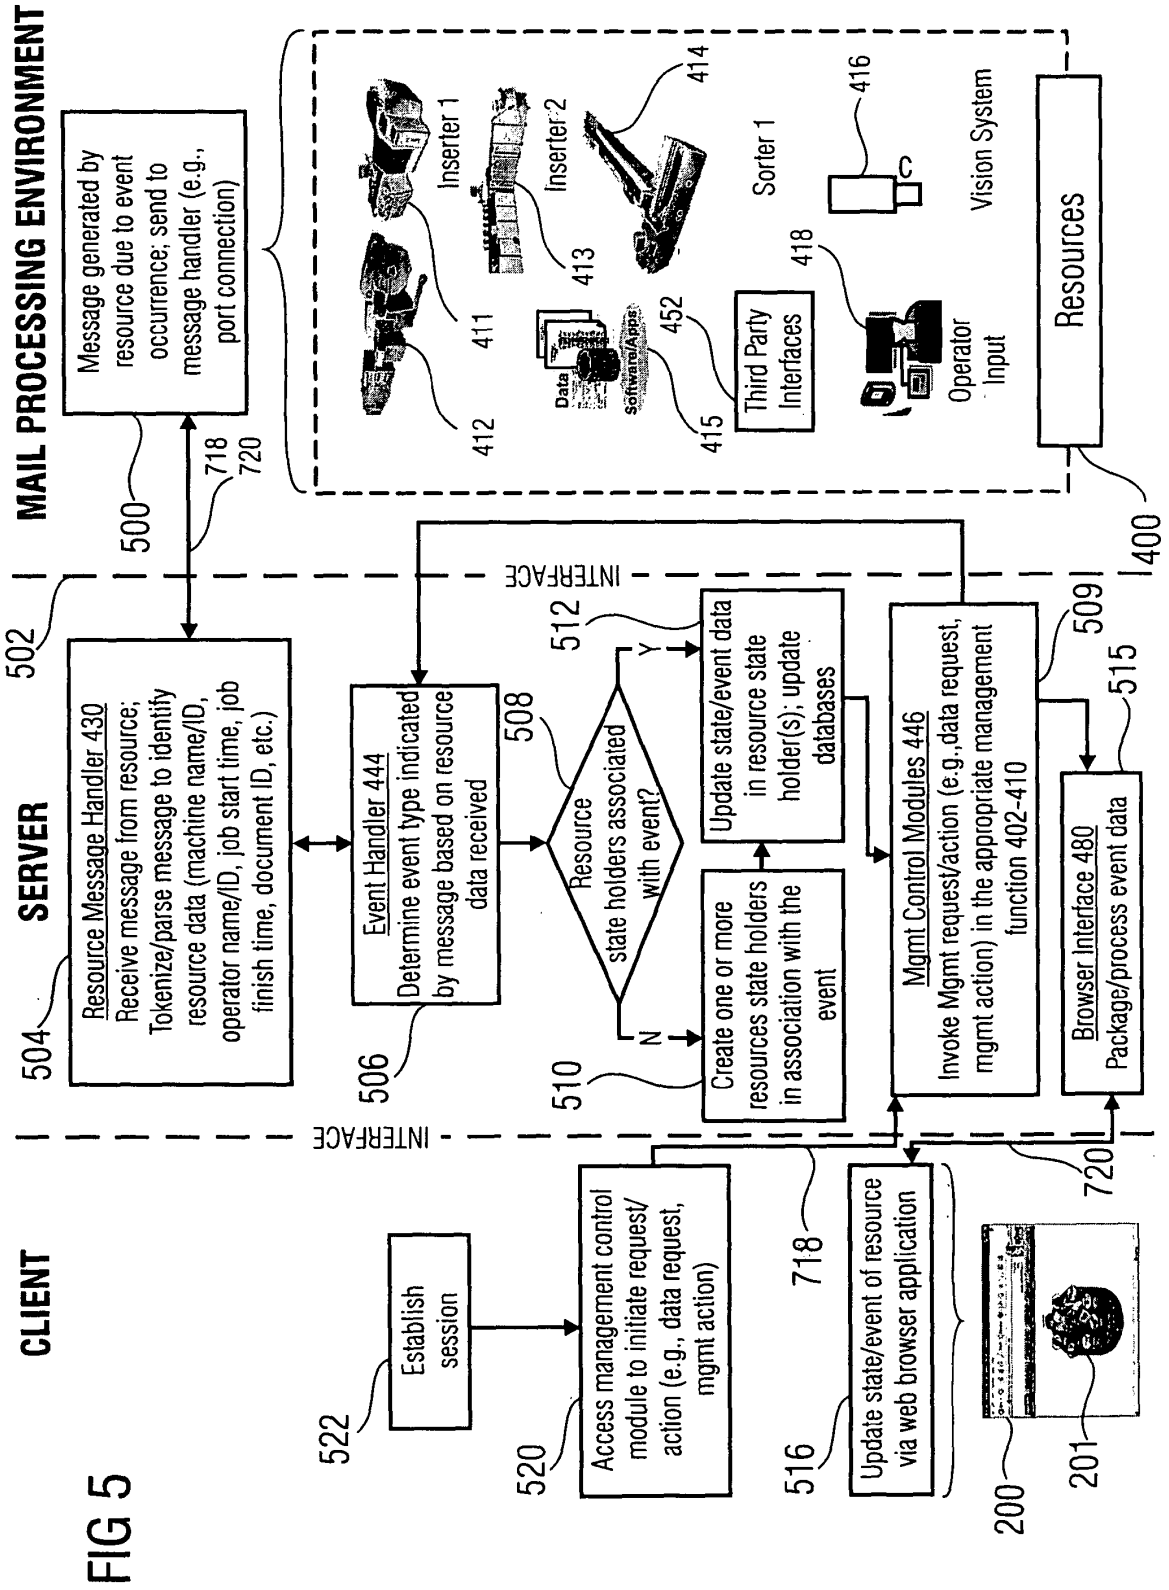 FIG 5
CLIENT
SERVER
MAIL PROCESSING ENVIRONMENT
522
Establish
session
520
Access management control
module to initiate request/
action (e.g., data request,
mgmt action)
718
516
Update state/event of resource
via web browser application
720
200
201
INTERFACE
504
Resource Message Handler 430
Receive message from resource;
Tokenize/parse message to identify
resource data (machine name/ID,
operator name/ID, job start time, job
finish time, document ID, etc.)
502
506
Event Handler 444
Determine event type indicated
by message based on resource
data received
508
Resource
state holders associated
with event?
N
Y
510
Create one or more
resources state holders
in association with the
event
512
Update state/event data
in resource state
holder(s); update
databases
Mgmt Control Modules 446
Invoke Mgmt request/action (e.g.,data request,
mgmt action) in the appropriate management
function 402-410
509
Browser Interface 480
Package/process event data
515
INTERFACE
500
Message generated by
resource due to event
occurrence; send to
message handler (e.g.,
port connection)
718
720
412
411
Inserter 1
413
Inserter 2
414
Sorter 1
Data
Software/Apps
415
452
Third Party
Interfaces
418
Operator
Input
416
C
Vision System
Resources
400